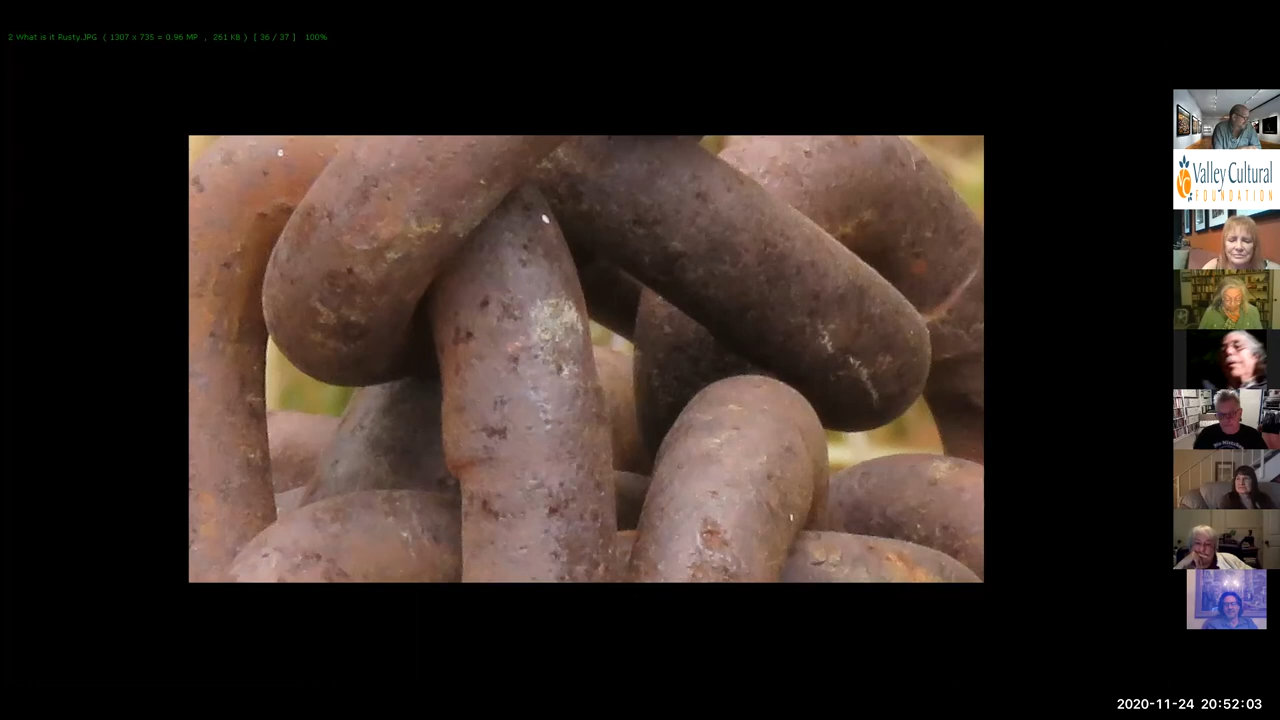 2 What is it Rusty.JPG ( 1307 x 735 = 0.96 MP , 261 KB ) [ 36 / 37 ] 100%
Valley Cultural
FOUNDATION
2020-11-24 20:52:03